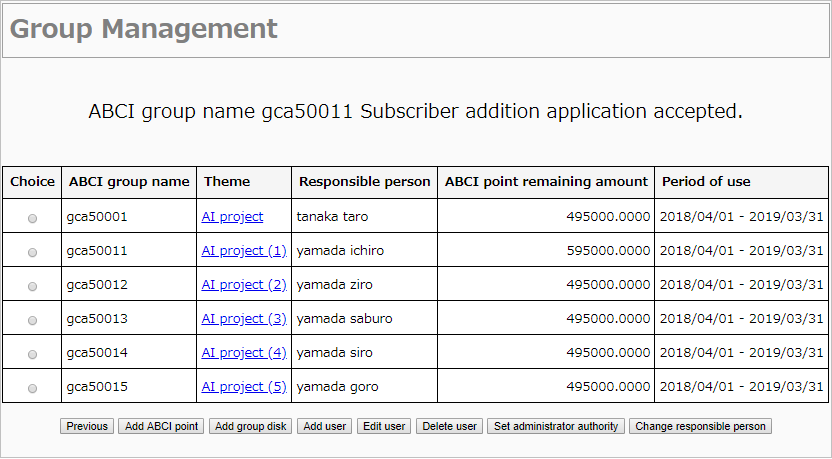 Group Management
ABCI group name gca50011 Subscriber addition application accepted.
Choice ABCI group name Theme Responsible person ABCI point remaining amount Period of use
gca50001 AI project tanaka taro 495000.0000 2018/04/01 - 2019/03/31
gca50011 AI project (1) yamada ichiro 595000.0000 2018/04/01 - 2019/03/31
gca50012 AI project (2) yamada ziro 495000.0000 2018/04/01 - 2019/03/31
gca50013 AI project (3) yamada saburo 495000.0000 2018/04/01 - 2019/03/31
gca50014 AI project (4) yamada siro 495000.0000 2018/04/01 - 2019/03/31
gca50015 AI project (5) yamada goro 495000.0000 2018/04/01 - 2019/03/31
Previous Add ABCI point Add group disk Add user Edit user Delete user Set administrator authority Change responsible person